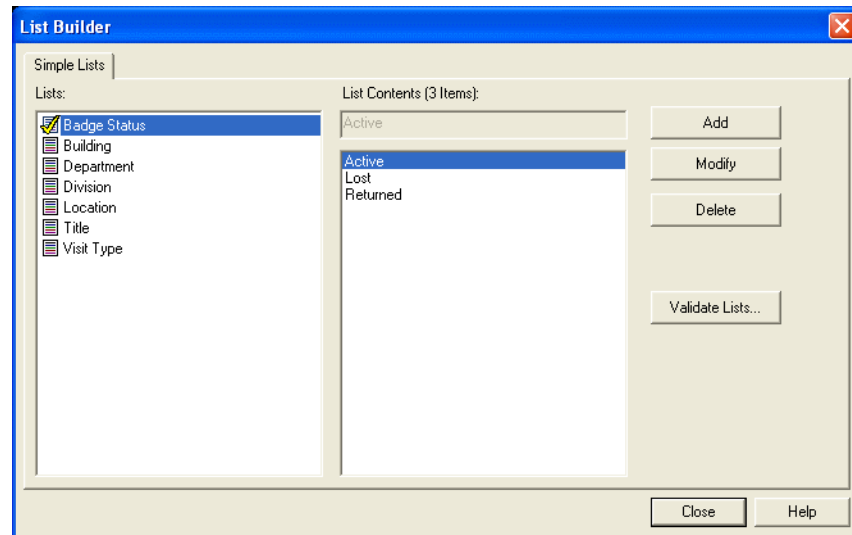 List Builder
Simple Lists
Lists:
Badge Status
Building
Department
Division
Location
Title
Visit Type
List Contents (3 Items):
Active
Active
Lost
Returned
Add
Modify
Delete
Validate Lists...
Close
Help